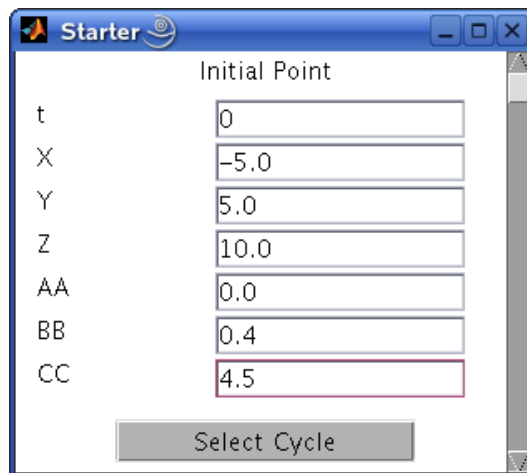 Starter
Initial Point
t 0
X -5.0
Y 5.0
Z 10.0
AA 0.0
BB 0.4
CC 4.5
Select Cycle